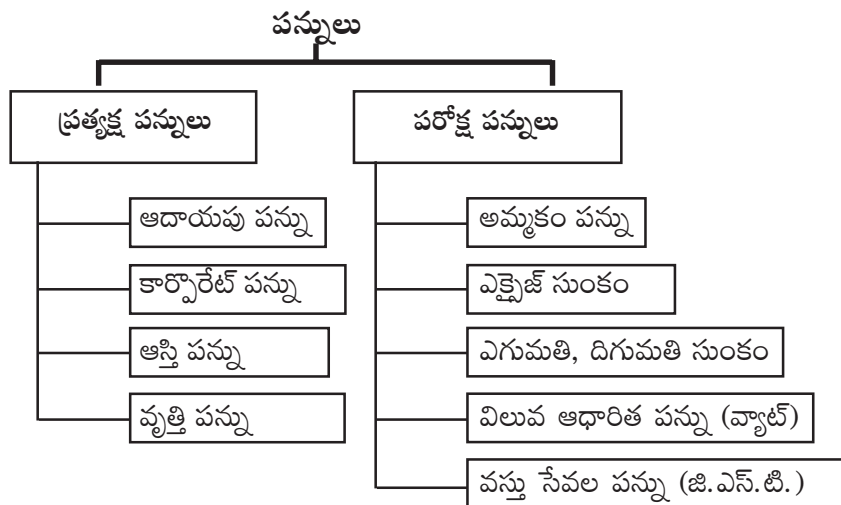 పన్నులు
ప్రత్యక్ష పన్నులు
ఆదాయపు పన్ను
కార్పొరేట్ పన్ను
ఆస్తి పన్ను
వృత్తి పన్ను
పరోక్ష పన్నులు
అమ్మకం పన్ను
ఎక్సైజ్ సుంకం
ఎగుమతి, దిగుమతి సుంకం
విలువ ఆధారిత పన్ను (వ్యాట్)
వస్తు సేవల పన్ను (జి.ఎస్.టి.)